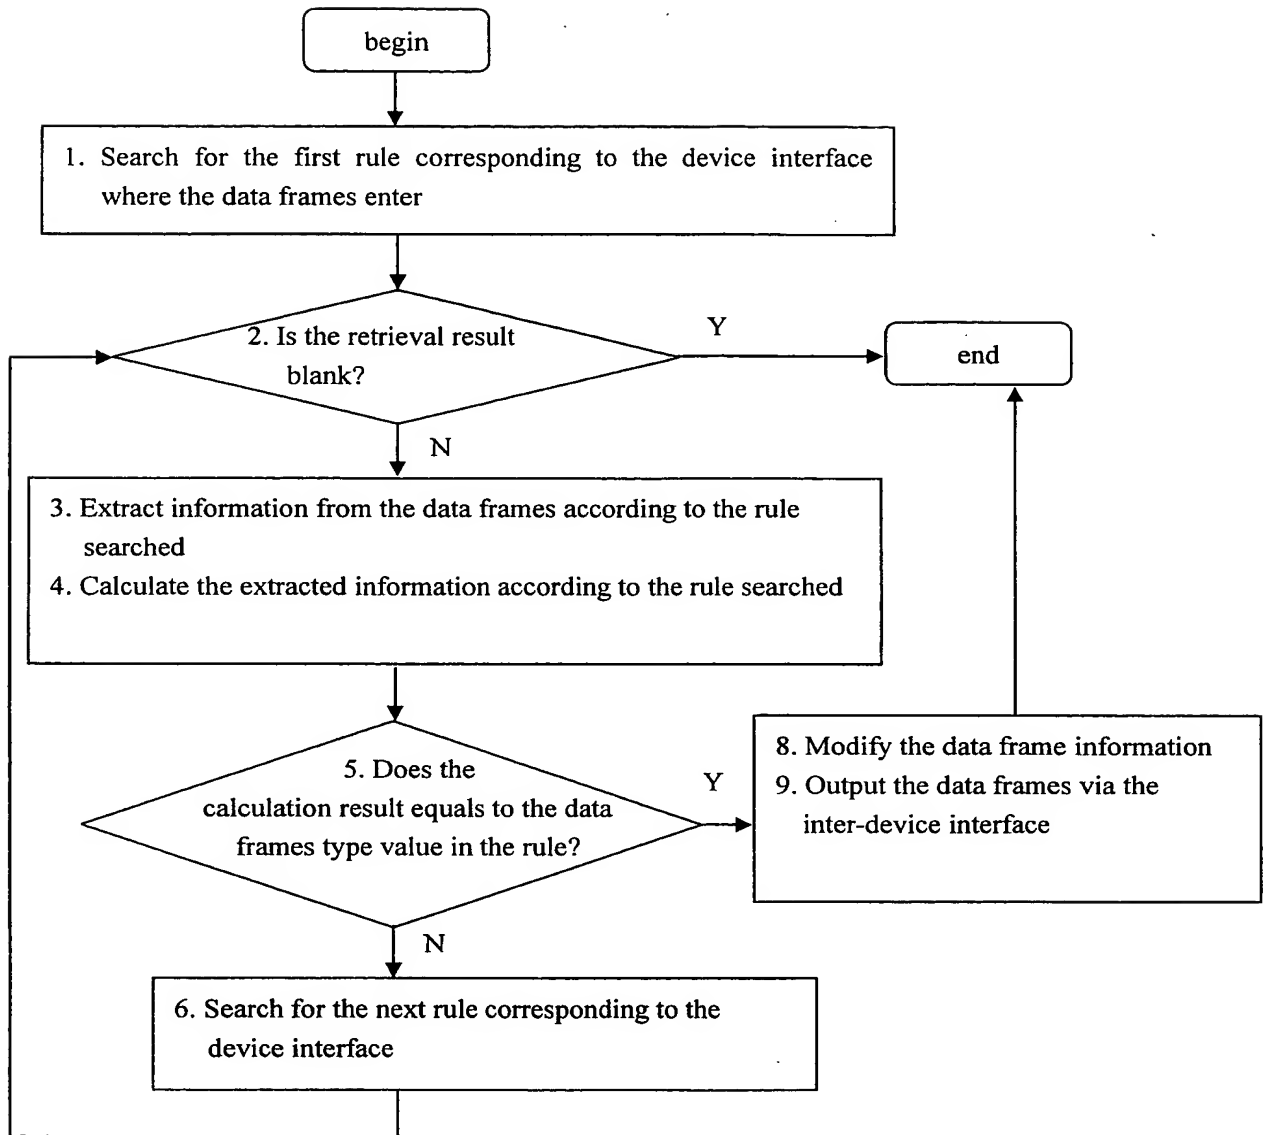 begin
1. Search for the first rule corresponding to the device interface
where the data frames enter
2. Is the retrieval result
blank?
Y
end
N
3. Extract information from the data frames according to the rule
searched
4. Calculate the extracted information according to the rule searched
5. Does the
calculation result equals to the data
frames type value in the rule?
Y
8. Modify the data frame information
9. Output the data frames via the
inter-device interface
N
6. Search for the next rule corresponding to the
device interface